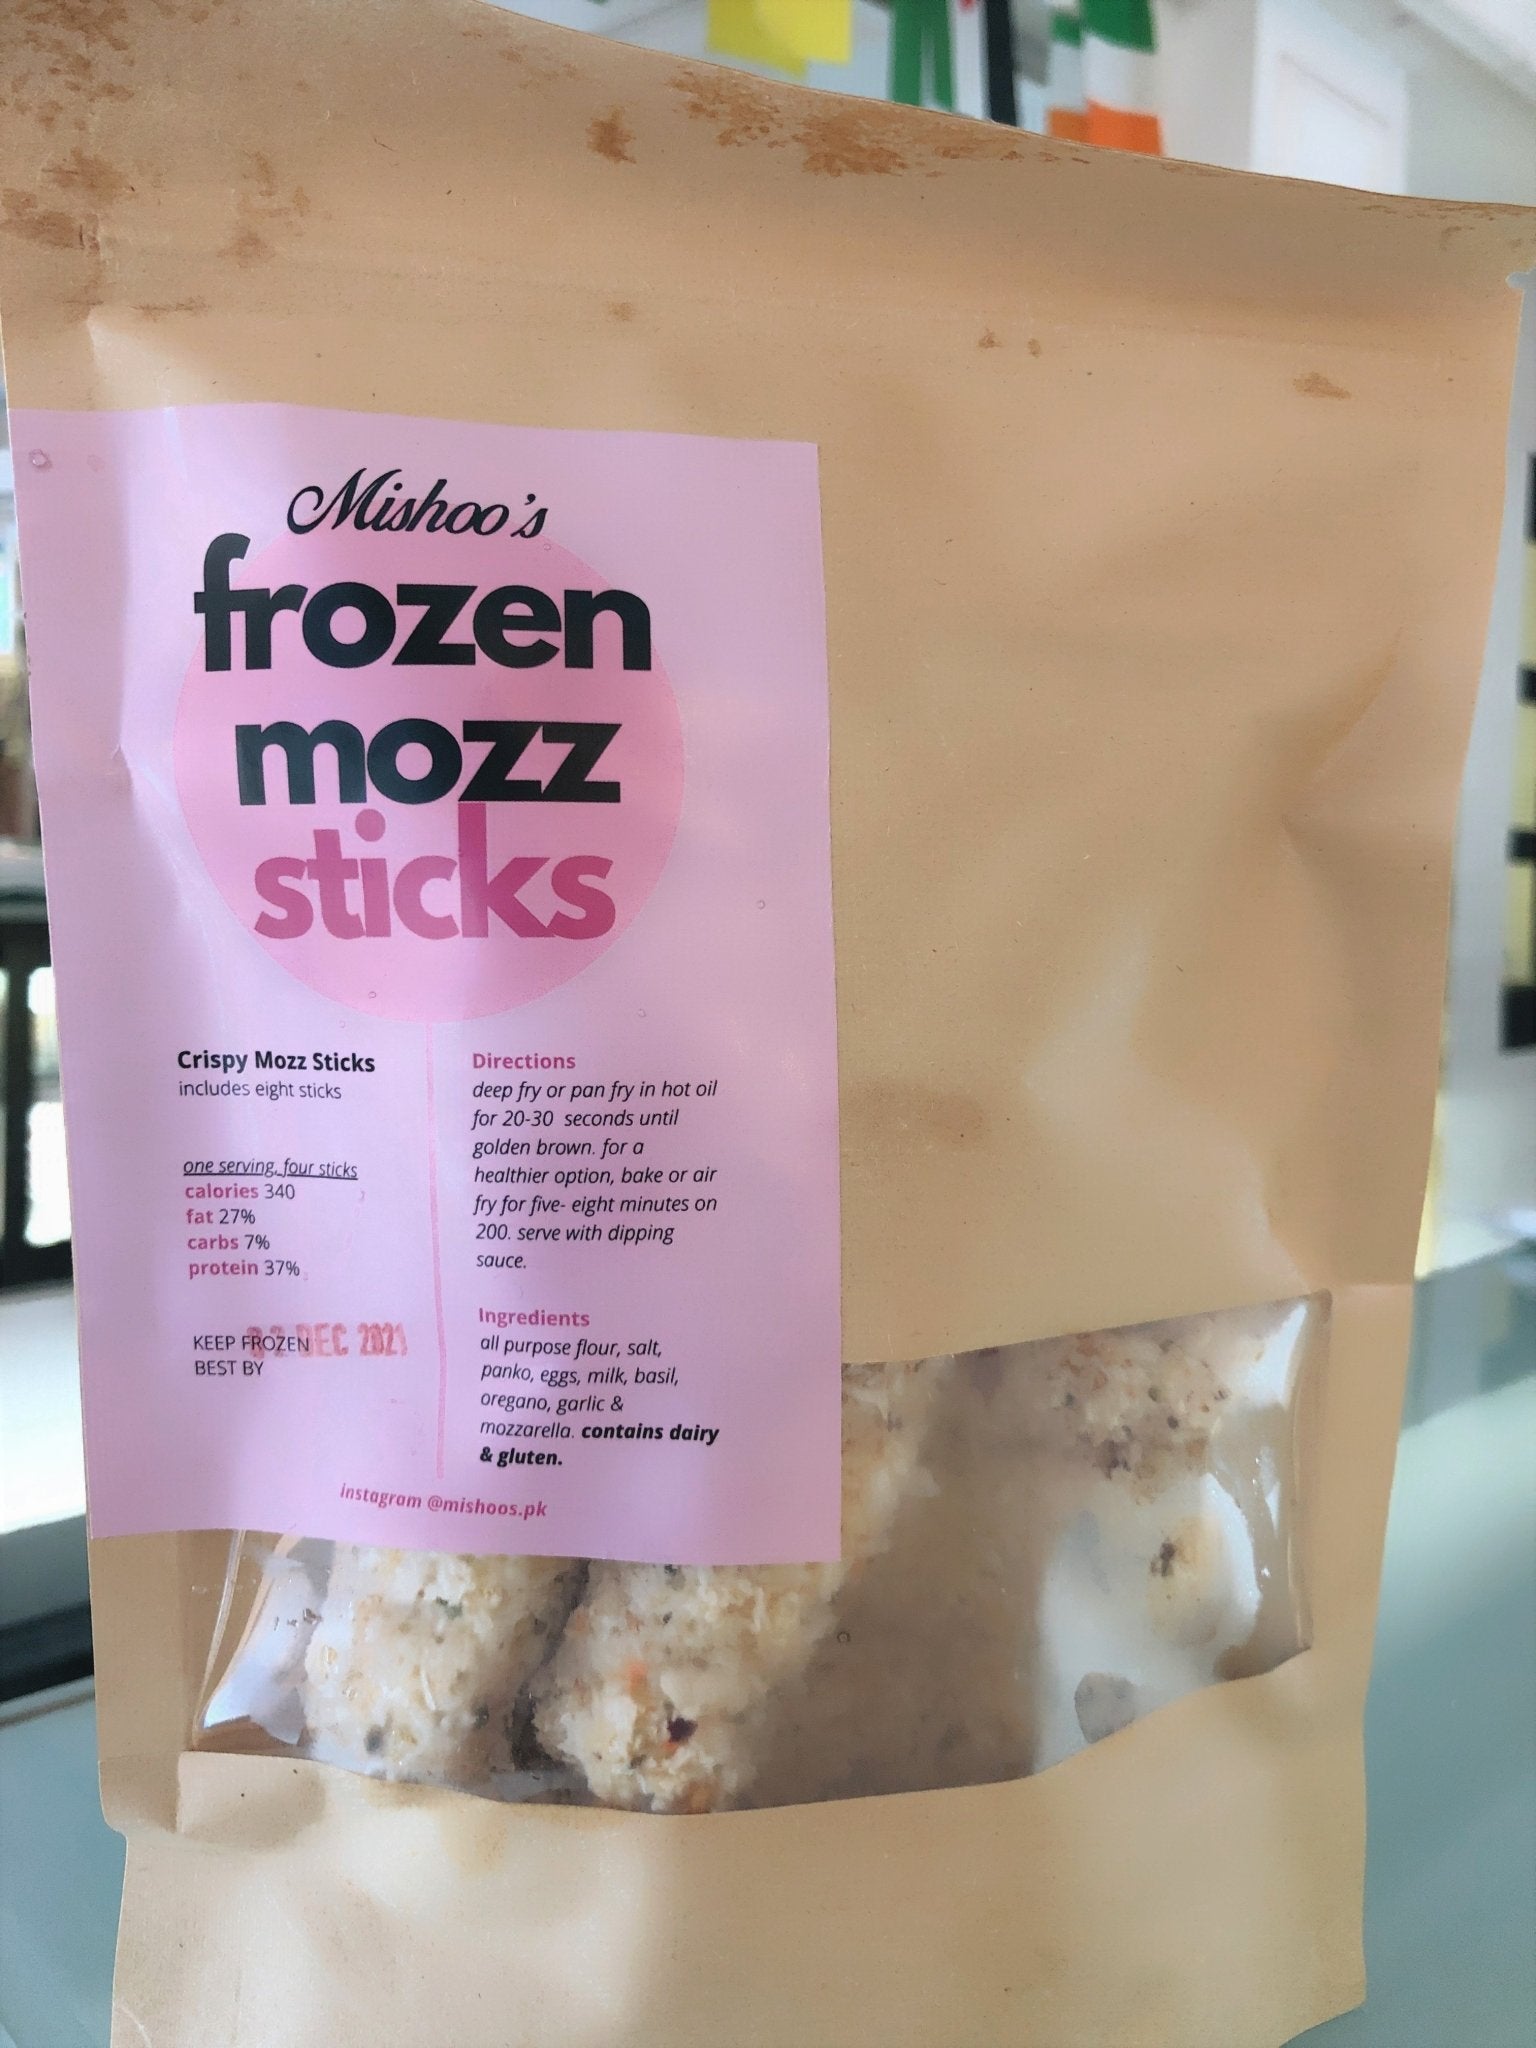 Mishoo's
frozen
mozz
sticks
Crispy Mozz Sticks
includes eight sticks
one serving, four sticks
calories 340
fat 27%
carbs 7%
protein 37%
KEEP FROZEN
DEC 2021
BEST BY
Directions
deep fry or pan fry in hot oil
for 20-30 seconds until
golden brown. for a
healthier option, bake or air
fry for five- eight minutes on
200. serve with dipping
sauce.
Ingredients
all purpose flour, salt,
panko, eggs, milk, basil,
oregano, garlic &
mozzarella. contains dairy
& gluten.
instagram @mishoos.pk